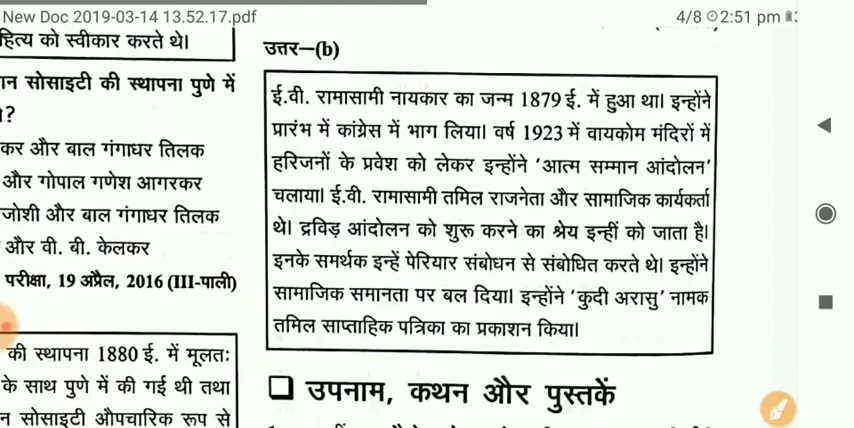 New Doc 2019-03-14 13.52.17.pdf
4/8 2:51 pm
हित्य को स्वीकार करते थे।
सोसाइटी की स्थापना पुणे में
?
कर और बाल गंगाधर तिलक
और गोपाल गणेश आगरकर
जोशी और बाल गंगाधर तिलक
और वी. बी. केलकर
परीक्षा, 19 अप्रैल, 2016 (III-पाली)
की स्थापना 1880 ई. में मूलतः
के साथ पुणे में की गई थी तथा
न सोसाइटी औपचारिक रूप से
उत्तर—(b)
ई.वी. रामासामी नायकार का जन्म 1879 ई. में हुआ था। इन्होंने
प्रारंभ में कांग्रेस में भाग लिया। वर्ष 1923 में वायकोम मंदिरों में
हरिजनों के प्रवेश को लेकर इन्होंने ‘आत्म सम्मान आंदोलन’
चलाया। ई.वी. रामासामी तमिल राजनेता और सामाजिक कार्यकर्ता
थे। द्रविड़ आंदोलन को शुरू करने का श्रेय इन्हीं को जाता है।
इनके समर्थक इन्हें पेरियार संबोधन से संबोधित करते थे। इन्होंने
सामाजिक समानता पर बल दिया। इन्होंने ‘कुदी अरासु’ नामक
तमिल साप्ताहिक पत्रिका का प्रकाशन किया।
उपनाम, कथन और पुस्तकें